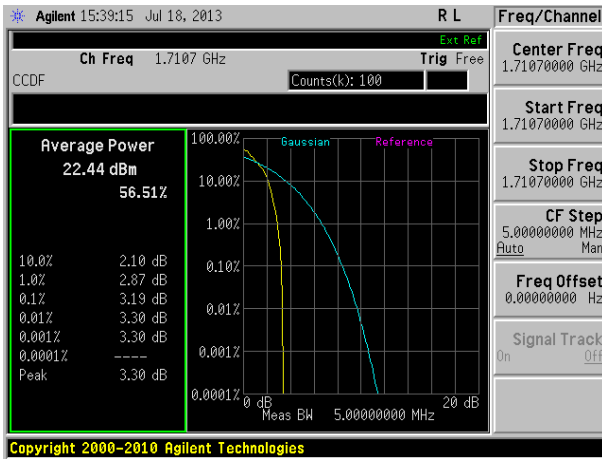 Agilent 15:39:15 Jul 18, 2013 R L
Ext Ref
Ch Freq 1.7107 GHz Trig Free
CCDF Counts(k): 100
Average Power
22.44 dBm
56.51%
10.0% 2.10 dB
1.0% 2.87 dB
0.1% 3.19 dB
0.01% 3.30 dB
0.001% 3.30 dB
0.0001% ----
Peak 3.30 dB
Gaussian Reference
100.00%
10.00%
1.00%
0.10%
0.01%
0.001%
0.0001%
0 dB 20 dB
Meas BW 5.00000000 MHz
Freq/Channel
Center Freq
1.71070000 GHz
Start Freq
1.71070000 GHz
Stop Freq
1.71070000 GHz
CF Step
5.00000000 MHz
Auto Man
Freq Offset
0.00000000 Hz
Signal Track
On Off
Copyright 2000-2010 Agilent Technologies